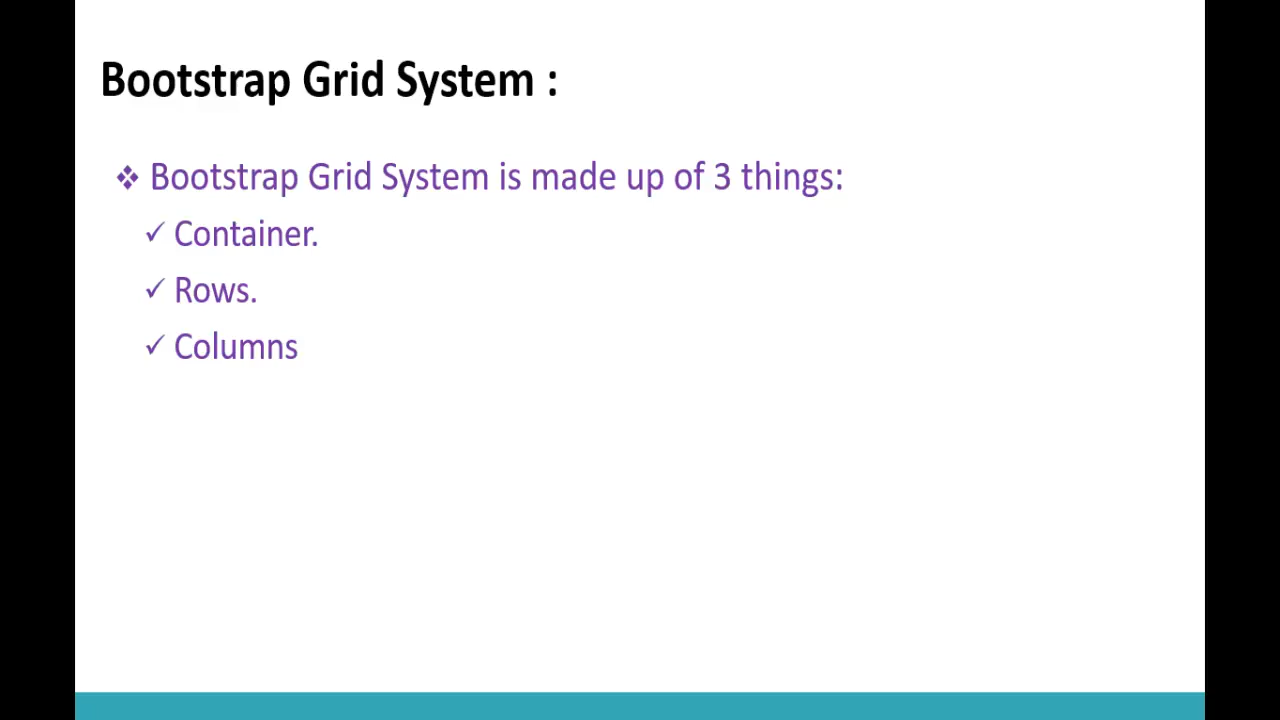 Bootstrap Grid System :
❖ Bootstrap Grid System is made up of 3 things:
✓ Container.
✓ Rows.
✓ Columns